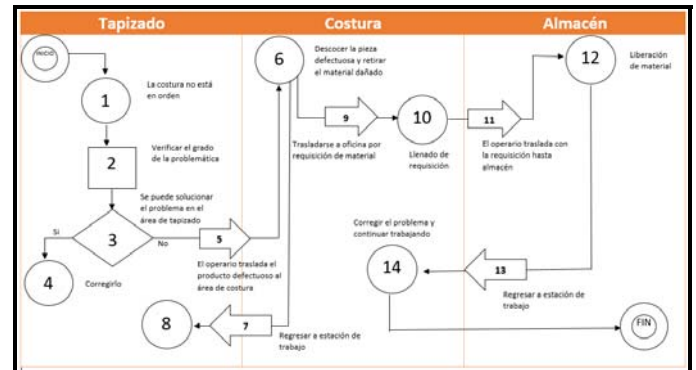 Tapizado
Costura
Almacén
INICIO
1
La costura no está
en orden
2
Verificar el grado
de la problemática
Se puede solucionar
el problema en el
área de tapizado
3
Si
No
4
Corregirlo
5
El operario traslada el
producto defectuoso al
área de costura
6
Descocer la pieza
defectuosa y retirar
el material dañado
7
Regresar a estación de
trabajo
8
9
Trasladarse a oficina por
requisición de material
10
Llenado de
requisición
11
El operario traslada con
la requisición hasta
almacén
12
Liberación
de material
13
Regresar a estación de
trabajo
Corregir el problema y
continuar trabajando
14
FIN